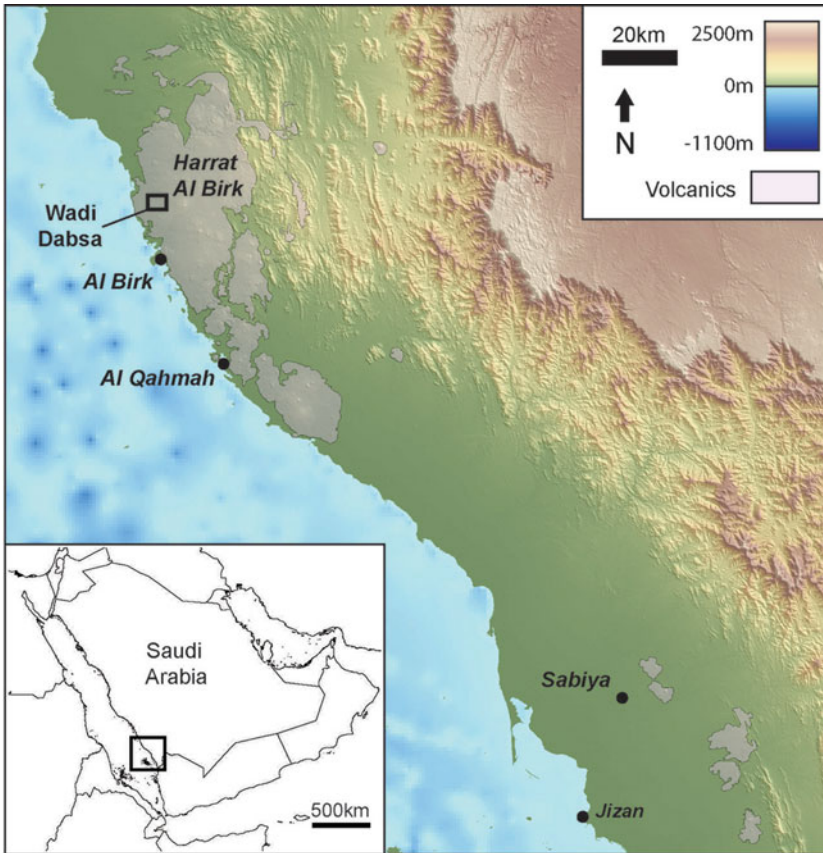 20km
N
2500m
0m
-1100m
Volcanics
Harrat
Al Birk
Wadi
Dabsa
Al Birk
Al Qahmah
Sabiya
Jizan
Saudi
Arabia
500km